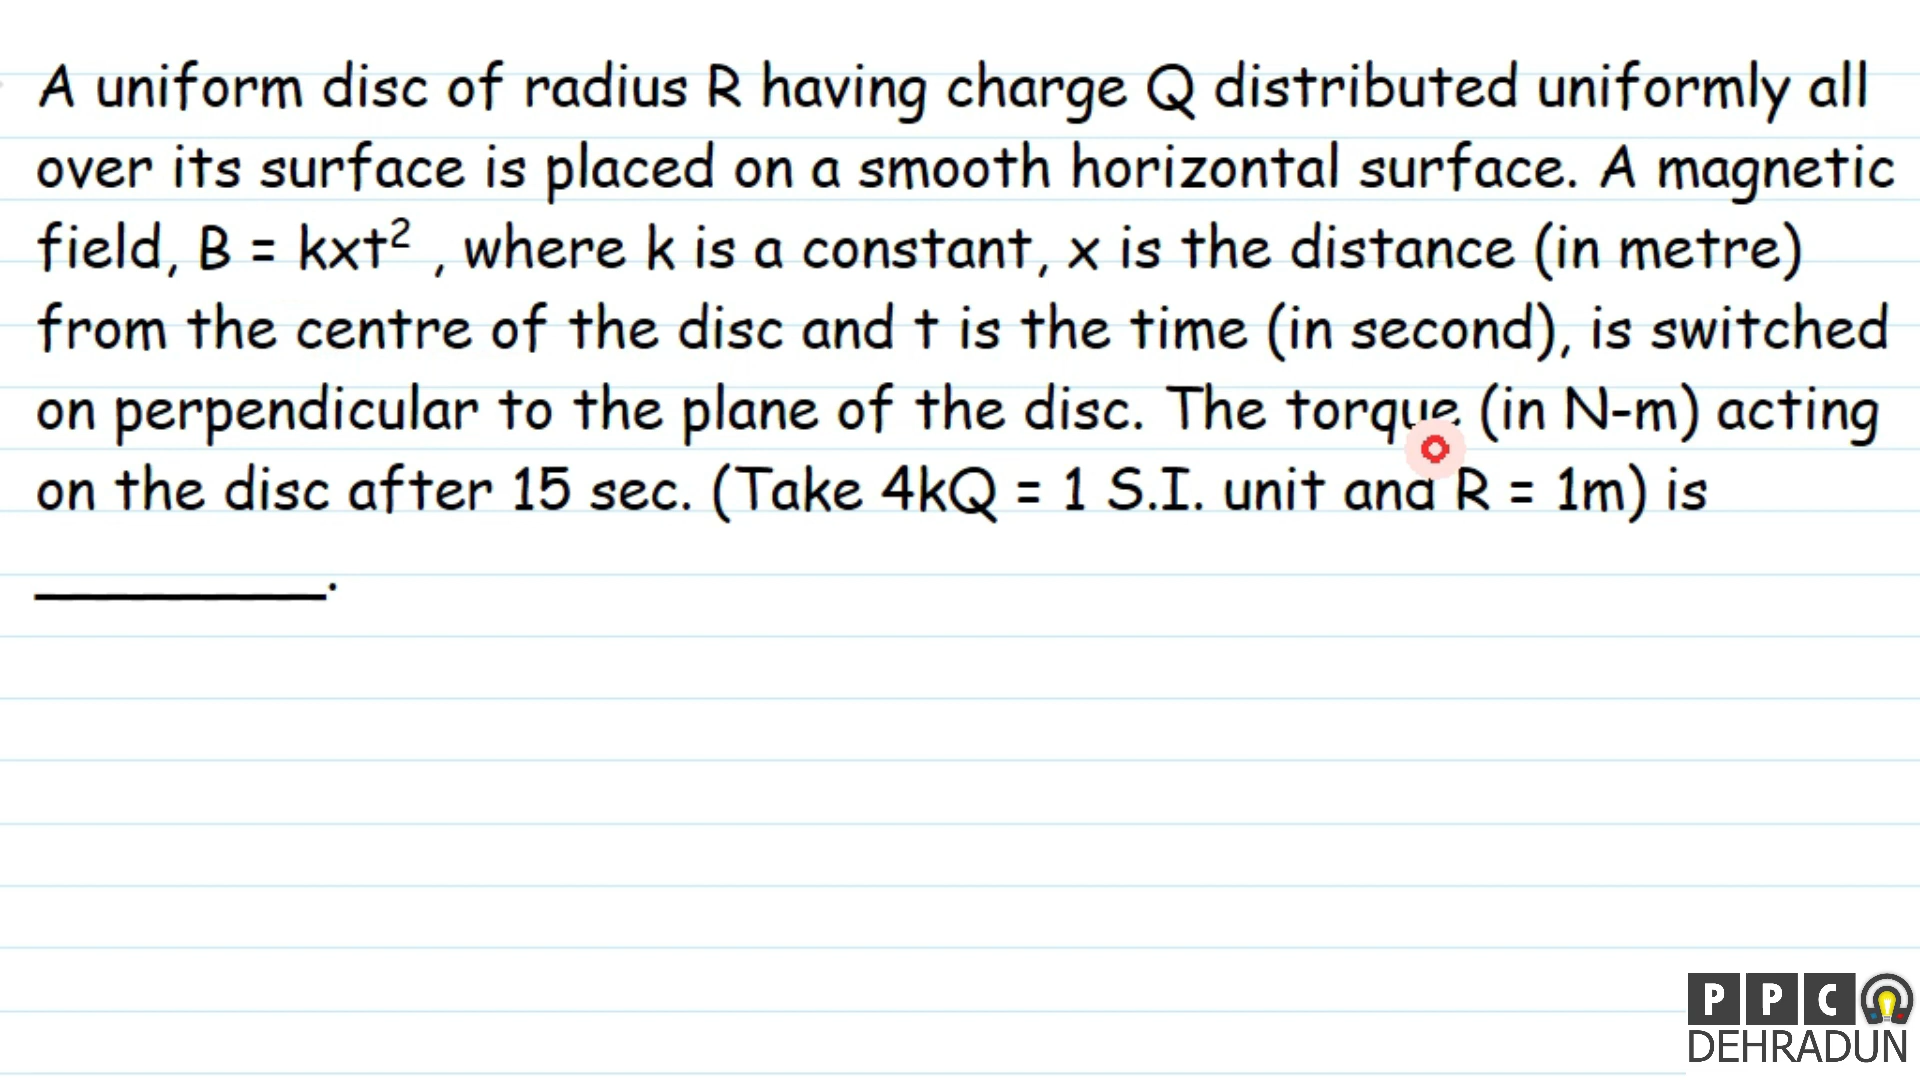 A uniform disc of radius R having charge Q distributed uniformly all
over its surface is placed on a smooth horizontal surface. A magnetic
field, B = kxt² , where k is a constant, x is the distance (in metre)
from the centre of the disc and t is the time (in second), is switched
on perpendicular to the plane of the disc. The torque (in N-m) acting
on the disc after 15 sec. (Take 4kQ = 1 S.I. unit and R = 1m) is
_________.
PPC
DEHRADUN